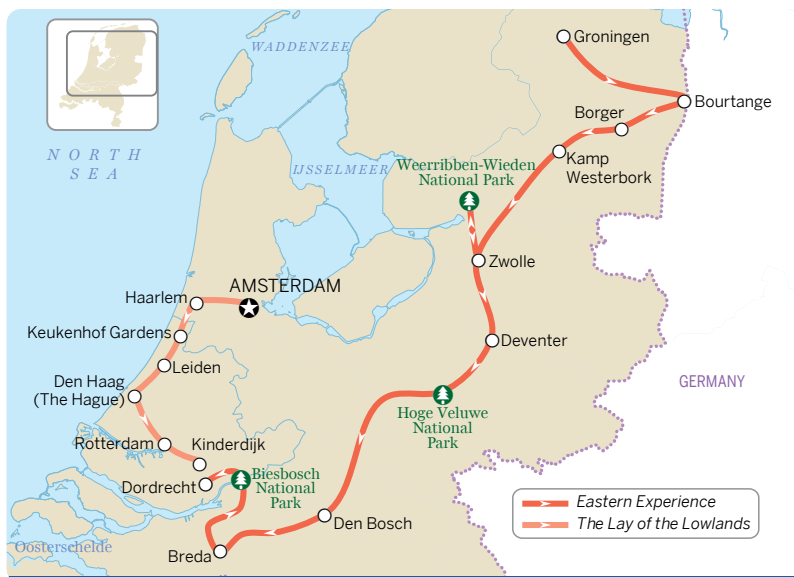 WADDENZEE
Groningen
Bourtange
Borger
NORTH
SEA
IJSSELMEER
Weerribben-Wieden
National Park
Kamp
Westerbork
Zwolle
AMSTERDAM
Haarlem
Keukenhof Gardens
Deventer
Leiden
Den Haag
(The Hague)
GERMANY
Hoge Veluwe
National
Park
Rotterdam
Kinderdijk
Dordrecht
Biesbosch
National
Park
Eastern Experience
The Lay of the Lowlands
Den Bosch
Oosterschelde
Breda